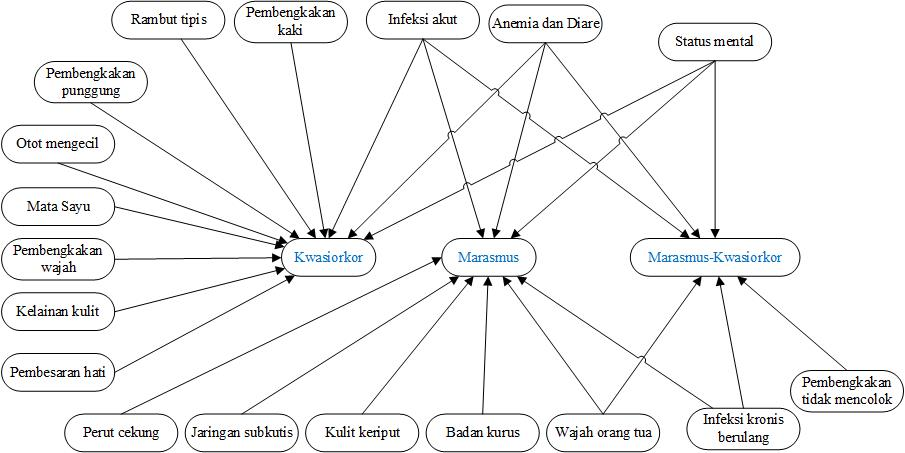 Rambut tipis
Pembengkakan
kaki
Infeksi akut
Anemia dan Diare
Status mental
Pembengkakan
punggung
Otot mengecil
Mata Sayu
Pembengkakan
wajah
Kwasiorkor
Marasmus
Marasmus-Kwasiorkor
Kelainan kulit
Pembesaran hati
Pembengkakan
tidak mencolok
Perut cekung
Jaringan subkutis
Kulit keriput
Badan kurus
Wajah orang tua
Infeksi kronis
berulang